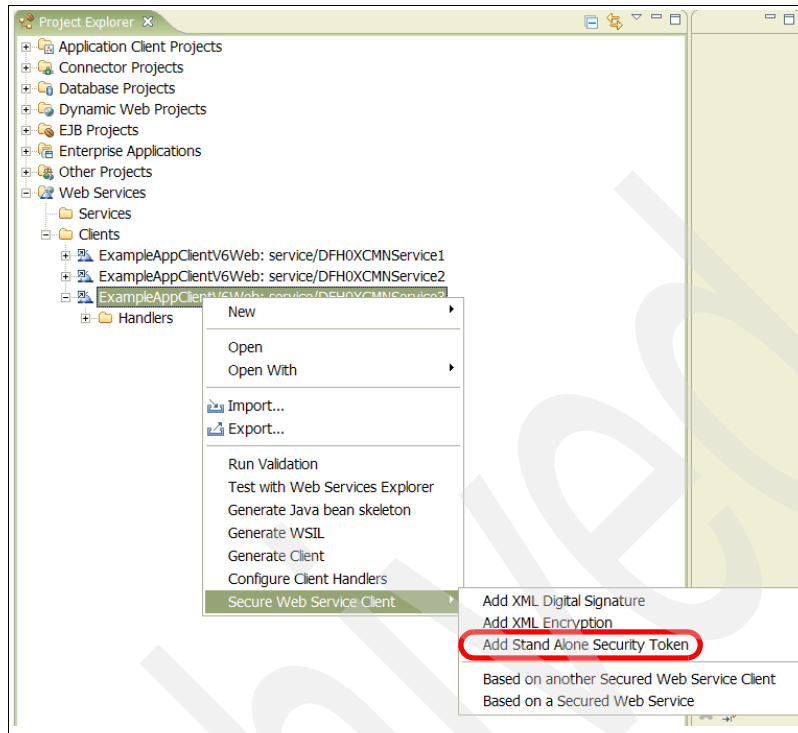 Project Explorer
Application Client Projects
Connector Projects
Database Projects
Dynamic Web Projects
EJB Projects
Enterprise Applications
Other Projects
Web Services
Services
Clients
ExampleAppClientV6Web: service/DFH0XCMNService1
ExampleAppClientV6Web: service/DFH0XCMNService2
ExampleAppClientV6Web: service/DFH0XCMNService3
Handlers
New
Open
Open With
Import...
Export...
Run Validation
Test with Web Services Explorer
Generate Java bean skeleton
Generate WSIL
Generate Client
Configure Client Handlers
Secure Web Service Client
Add XML Digital Signature
Add XML Encryption
Add Stand Alone Security Token
Based on another Secured Web Service Client
Based on a Secured Web Service